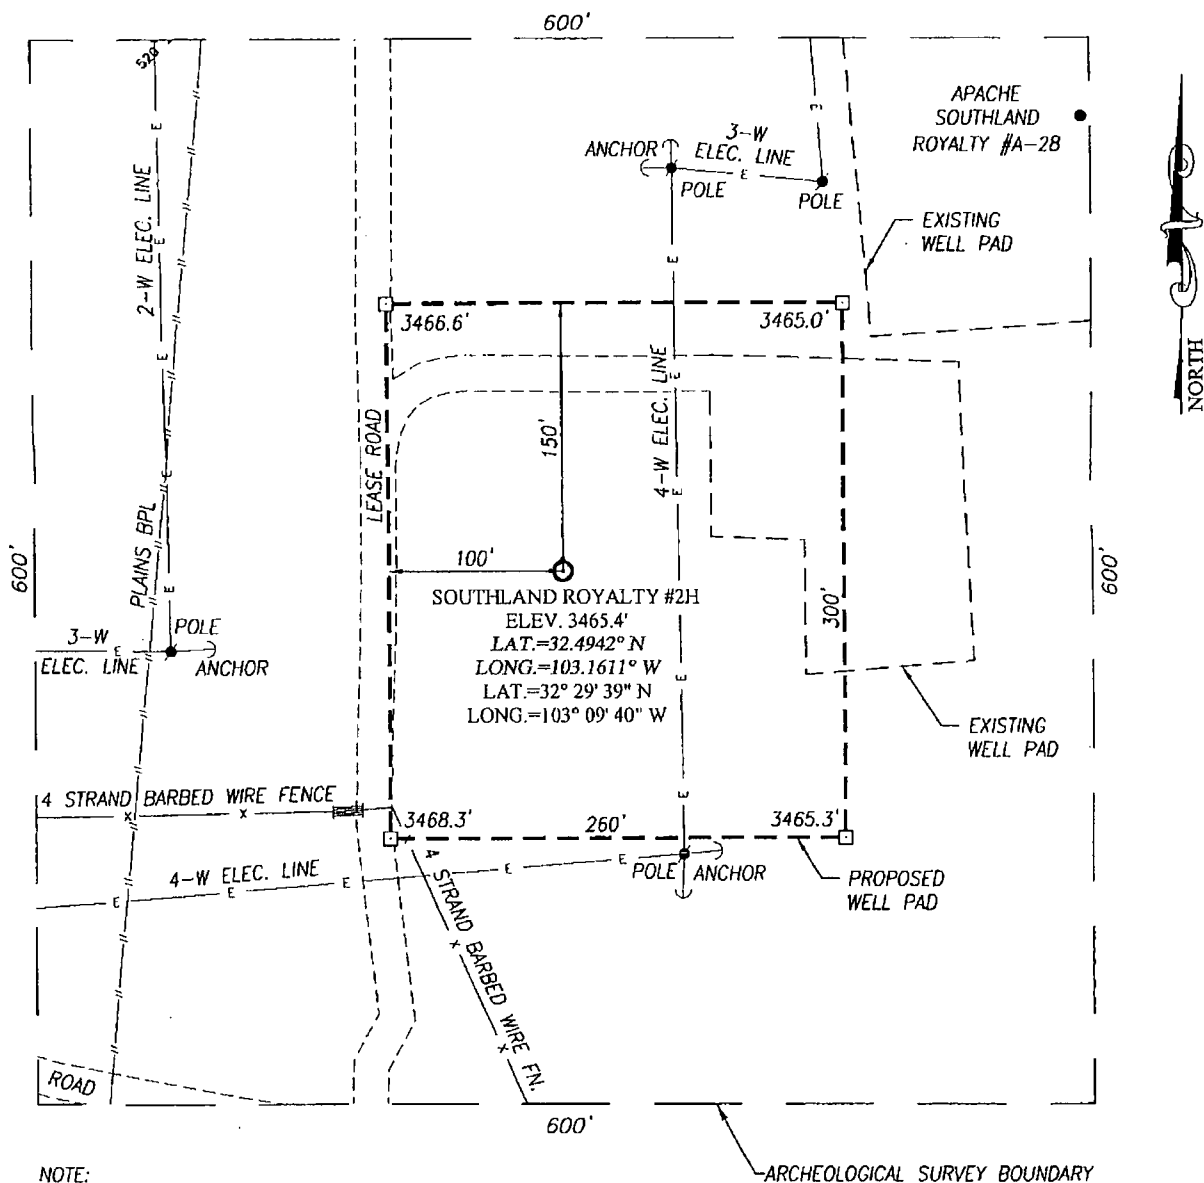 600'
520
APACHE
SOUTHLAND
ROYALTY #A-28
3-W
ELEC. LINE
ANCHOR
POLE
POLE
2-W ELEC. LINE
EXISTING
WELL PAD
NORTH
3466.6'
3465.0'
4-W ELEC. LINE
LEASE ROAD
150'
PLAINS BPL
100'
600'
600'
300'
SOUTHLAND ROYALTY #2H
ELEV. 3465.4'
LAT.=32.4942° N
LONG.=103.1611° W
LAT.=32° 29' 39" N
LONG.=103° 09' 40" W
3-W
ELEC. LINE
POLE
ANCHOR
EXISTING
WELL PAD
4 STRAND BARBED WIRE FENCE
3468.3'
260'
3465.3'
4-W ELEC. LINE
POLE
ANCHOR
PROPOSED
WELL PAD
4 STRAND BARBED WIRE FN.
ROAD
600'
NOTE:
ARCHEOLOGICAL SURVEY BOUNDARY